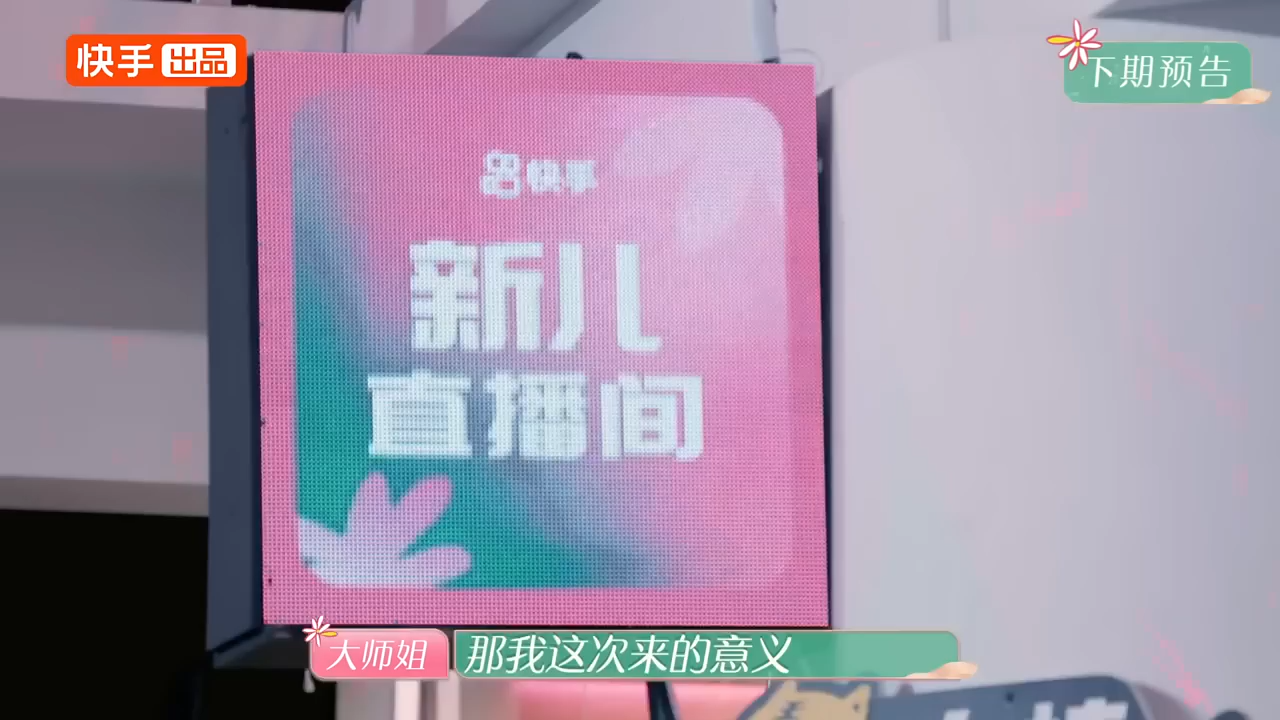 快手 出品
下期预告
快手
新儿
直播间
大师姐 那我这次来的意义